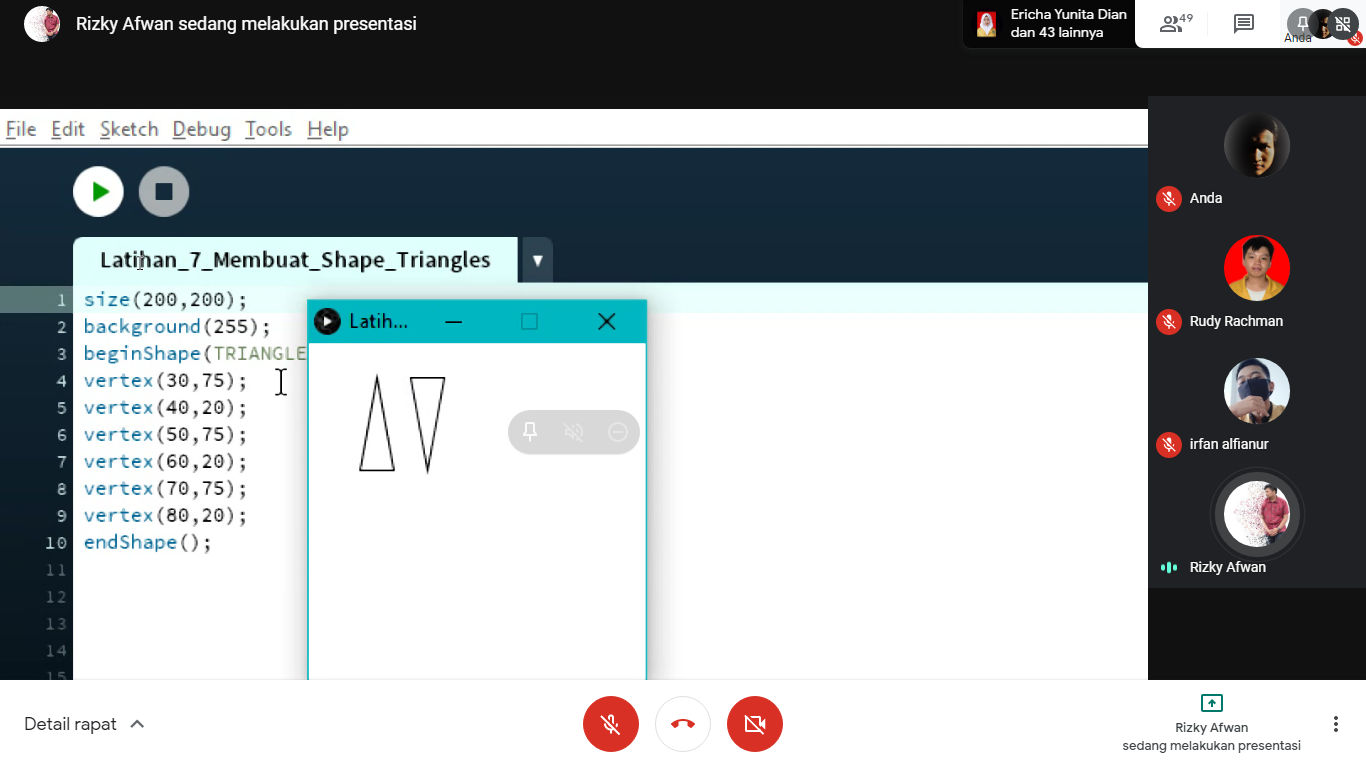 Rizky Afwan sedang melakukan presentasi
Ericha Yunita Dian
dan 43 lainnya
49
Anda
File Edit Sketch Debug Tools Help
Latihan_7_Membuat_Shape_Triangles
1 size(200,200);
2 background(255);
3 beginShape(TRIANGLE
4 vertex(30,75);
5 vertex(40,20);
6 vertex(50,75);
7 vertex(60,20);
8 vertex(70,75);
9 vertex(80,20);
10 endShape();
11
12
13
14
15
Latih...
Anda
Rudy Rachman
irfan alfianur
Rizky Afwan
Detail rapat
Rizky Afwan
sedang melakukan presentasi